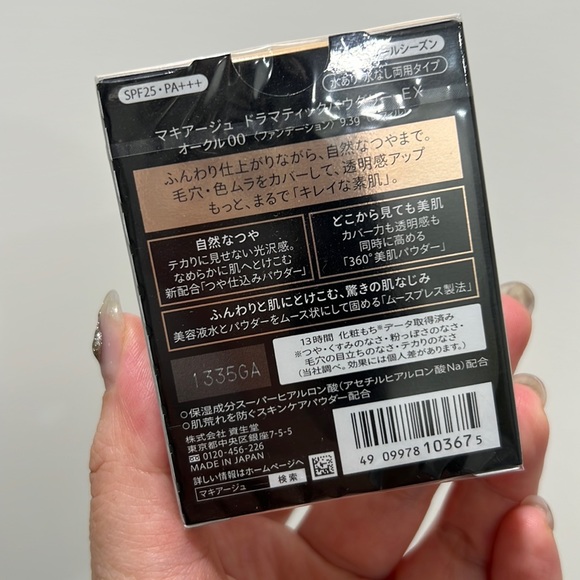 SPF25・PA+++
ールシーズン
水あり・水なし両用タイプ
マキアージュ ドラマティックパウダリー EX
オークル00 〈ファンデーション〉 9.3g
ふんわり仕上がりながら、自然なつやまで。
毛穴・色ムラをカバーして、透明感アップ
もっと、まるで「キレイな素肌」。
自然なつや
テカリに見せない光沢感。
なめらかに肌へとけこむ
新配合「つや仕込みパウダー」
どこから見ても美肌
カバー力も透明感も
同時に高める
「360°美肌パウダー」
ふんわりと肌にとけこむ、驚きの肌なじみ
美容液水とパウダーをムース状にして固める「ムースプレス製法」
13時間 化粧もち※データ取得済み
※つや・くすみのなさ・粉っぽさのなさ・
毛穴の目立ちのなさ・テカリのなさ
(当社調べ。効果には個人差があります。)
1335GA
○保湿成分スーパーヒアルロン酸(アセチルヒアルロン酸Na)配合
○肌荒れを防ぐスキンケアパウダー配合
株式会社 資生堂
東京都中央区銀座7-5-5
0120-456-226
MADE IN JAPAN
詳しい情報はホームページへ
マキアージュ 検索
4 909978 103675